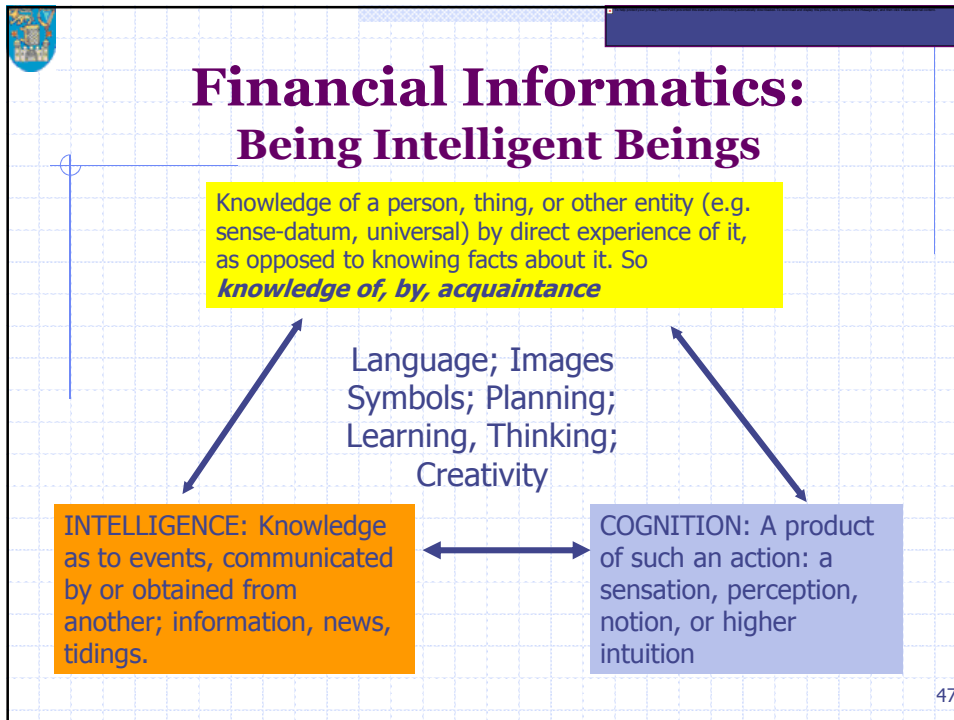 Financial Informatics:
Being Intelligent Beings
Knowledge of a person, thing, or other entity (e.g.
sense-datum, universal) by direct experience of it,
as opposed to knowing facts about it. So
knowledge of, by, acquaintance
Language; Images
Symbols; Planning;
Learning, Thinking;
Creativity
INTELLIGENCE: Knowledge
as to events, communicated
by or obtained from
another; information, news,
tidings.
COGNITION: A product
of such an action: a
sensation, perception,
notion, or higher
intuition
47